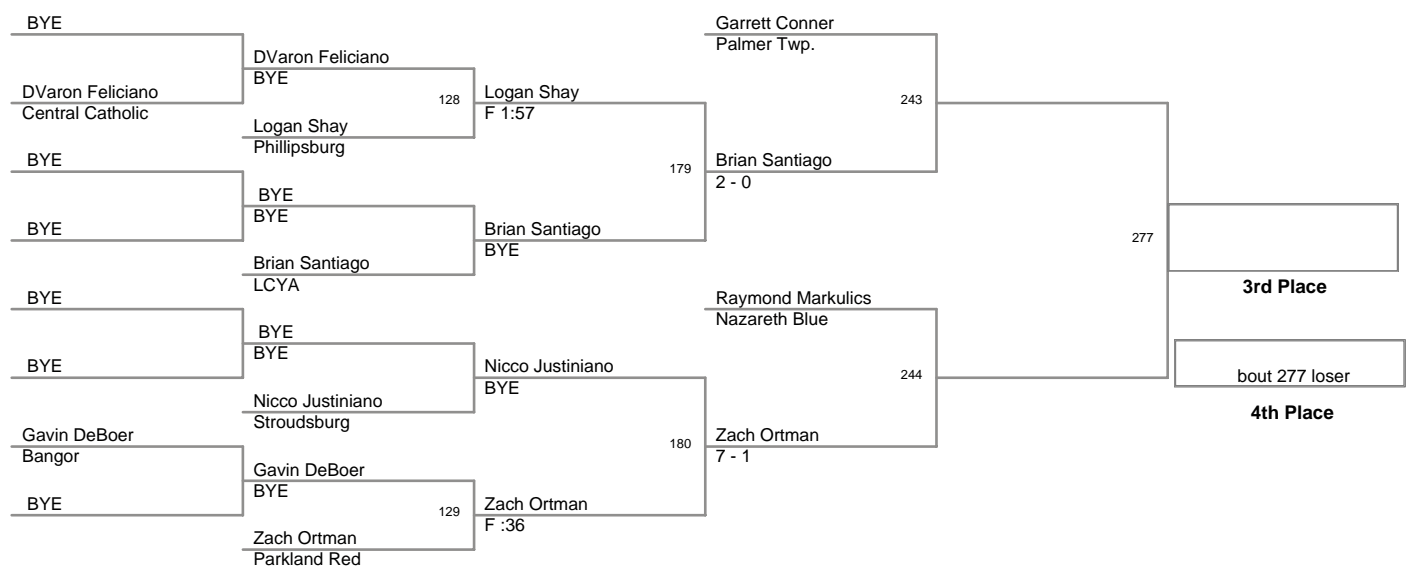 BYE
DVaron Feliciano
Central Catholic
BYE
BYE
BYE
BYE
Gavin DeBoer
Bangor
BYE
DVaron Feliciano
BYE
128
Logan Shay
Phillipsburg
BYE
BYE
Brian Santiago
LCYA
BYE
BYE
Nicco Justiniano
Stroudsburg
Gavin DeBoer
BYE
129
Zach Ortman
Parkland Red
Logan Shay
F 1:57
179
Brian Santiago
BYE
Nicco Justiniano
BYE
180
Zach Ortman
F :36
Garrett Conner
Palmer Twp.
243
Brian Santiago
2 - 0
Raymond Markulics
Nazareth Blue
244
Zach Ortman
7 - 1
277
3rd Place
bout 277 loser
4th Place